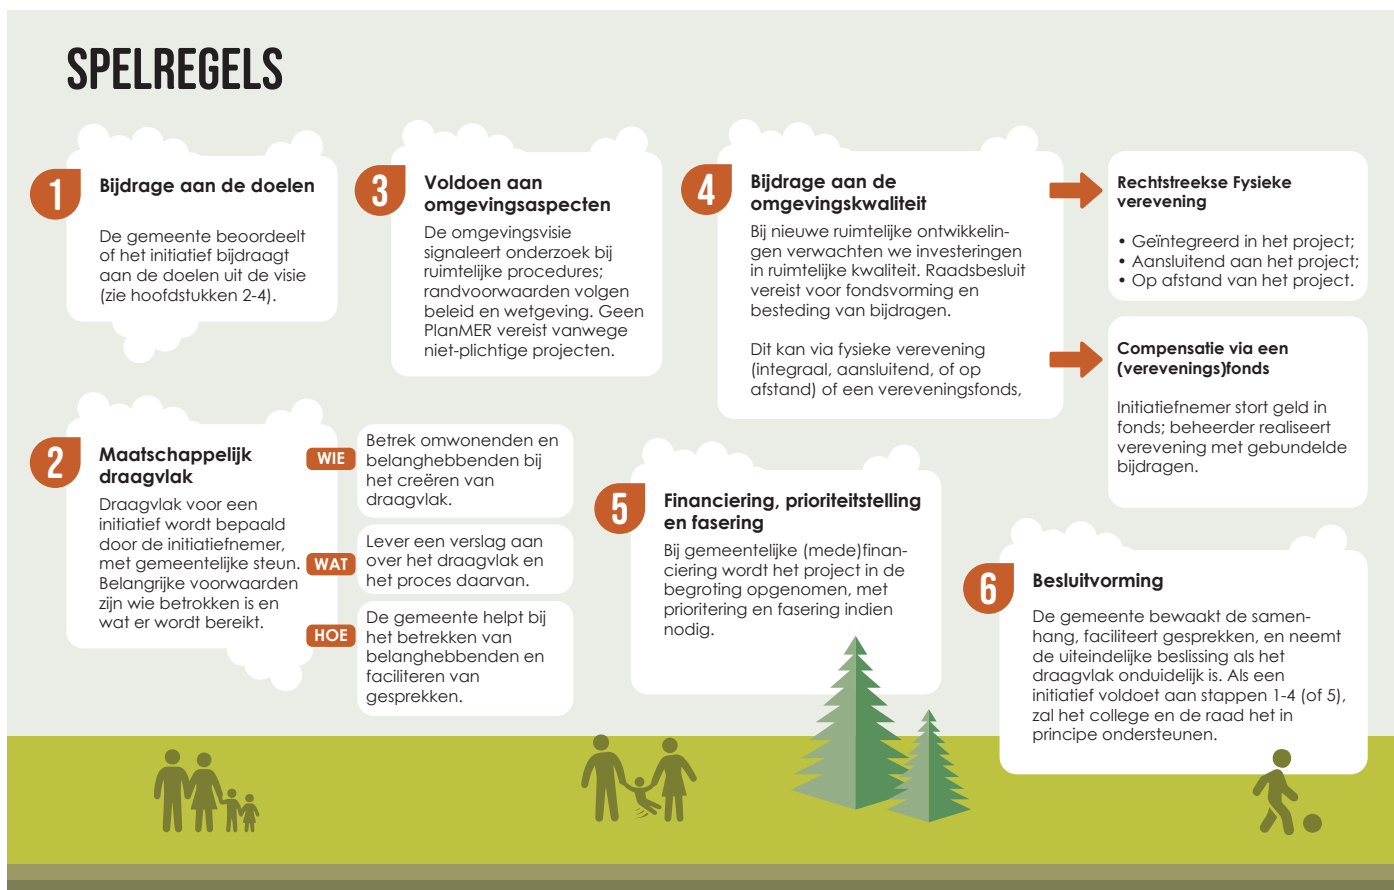 SPELREGELS
1
Bijdrage aan de doelen
De gemeente beoordeelt
of het initiatief bijdraagt
aan de doelen uit de visie
(zie hoofdstukken 2-4).
2
Maatschappelijk
draagvlak
Draagvlak voor een
initiatief wordt bepaald
door de initiatiefnemer,
met gemeentelijke steun.
Belangrijke voorwaarden
zijn wie betrokken is en
wat er wordt bereikt.
WIE
Betrek omwonenden en
belanghebbenden bij
het creëren van
draagvlak.
WAT
Lever een verslag aan
over het draagvlak en
het proces daarvan.
HOE
De gemeente helpt bij
het betrekken van
belanghebbenden en
faciliteren van
gesprekken.
3
Voldoen aan
omgevingsaspecten
De omgevingsvisie
signaleert onderzoek bij
ruimtelijke procedures;
randvoorwaarden volgen
beleid en wetgeving. Geen
PlanMER vereist vanwege
niet-plichtige projecten.
4
Bijdrage aan de
omgevingskwaliteit
Bij nieuwe ruimtelijke ontwikkelin-
gen verwachten we investeringen
in ruimtelijke kwaliteit. Raadsbesluit
vereist voor fondsvorming en
besteding van bijdragen.
Dit kan via fysieke verevening
(integraal, aansluitend, of op
afstand) of een vereveningsfonds,
Rechtstreekse Fysieke
verevening
• Geïntegreerd in het project;
• Aansluitend aan het project;
• Op afstand van het project.
Compensatie via een
(verevenings)fonds
Initiatiefnemer stort geld in
fonds; beheerder realiseert
verevening met gebundelde
bijdragen.
5
Financiering, prioriteitstelling
en fasering
Bij gemeentelijke (mede)finan-
ciering wordt het project in de
begroting opgenomen, met
prioritering en fasering indien
nodig.
6
Besluitvorming
De gemeente bewaakt de samen-
hang, faciliteert gesprekken, en neemt
de uiteindelijke beslissing als het
draagvlak onduidelijk is. Als een
initiatief voldoet aan stappen 1-4 (of 5),
zal het college en de raad het in
principe ondersteunen.